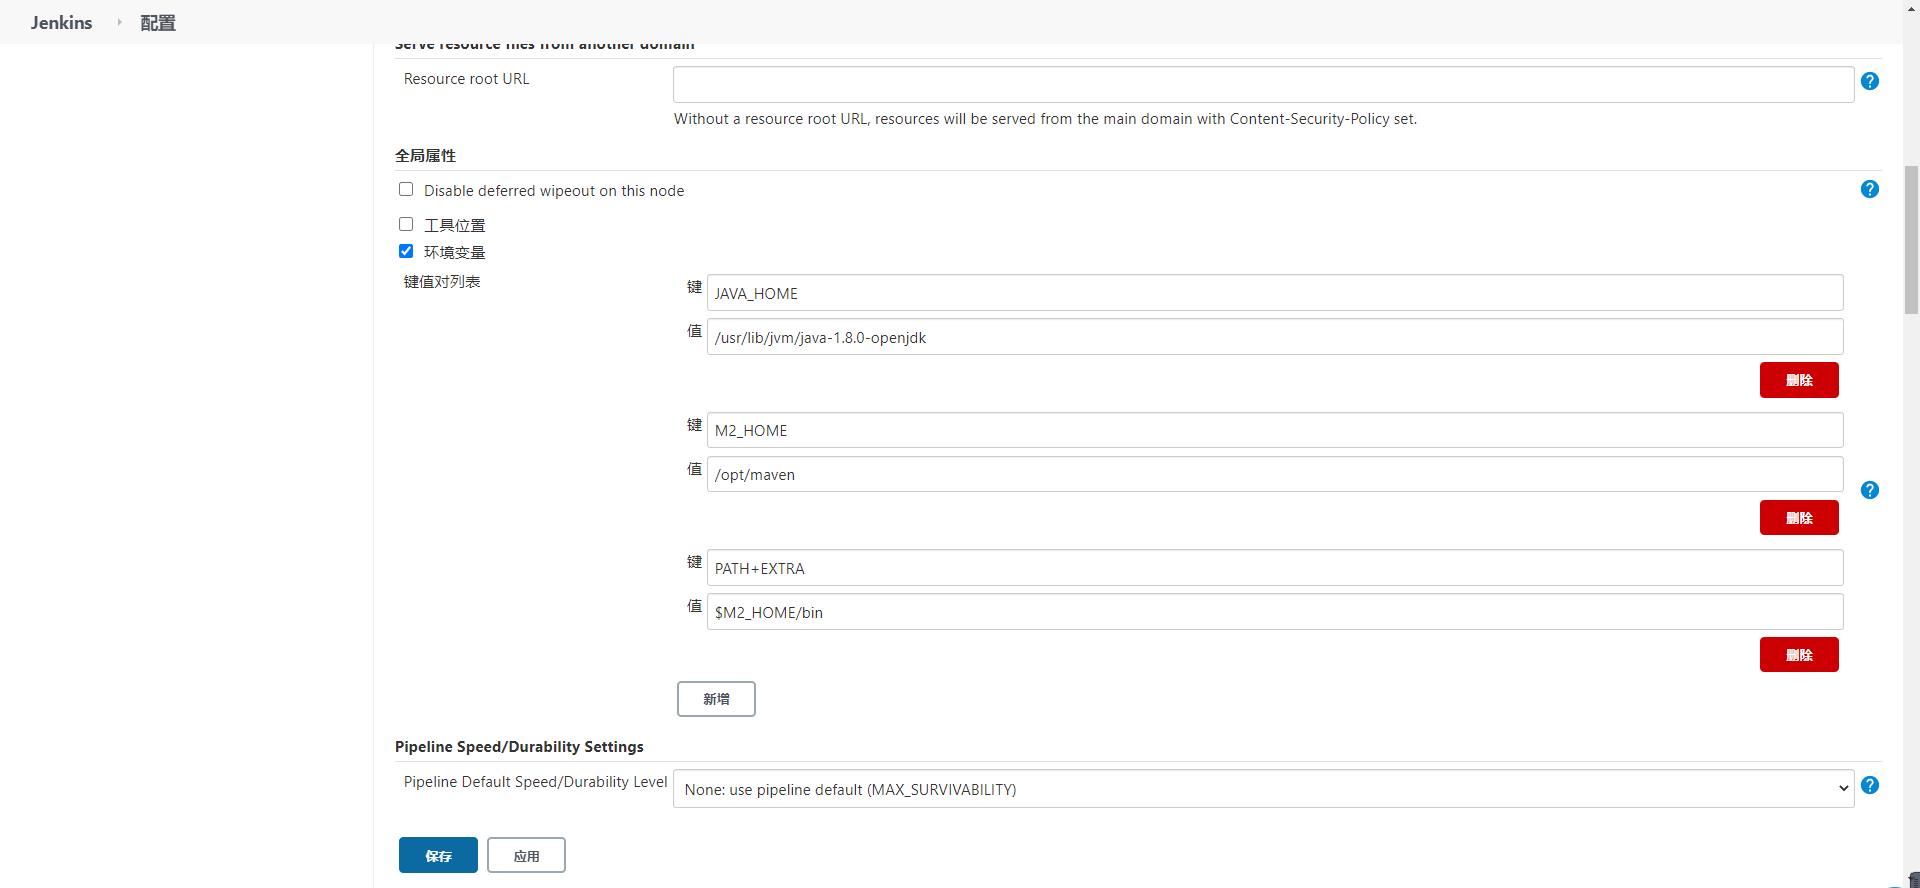 Jenkins 配置
Serve resource files from another domain
Resource root URL
Without a resource root URL, resources will be served from the main domain with Content-Security-Policy set.
全局属性
Disable deferred wipeout on this node
工具位置
环境变量
键值对列表
键 JAVA_HOME
值 /usr/lib/jvm/java-1.8.0-openjdk
删除
键 M2_HOME
值 /opt/maven
删除
键 PATH+EXTRA
值 $M2_HOME/bin
删除
新增
Pipeline Speed/Durability Settings
Pipeline Default Speed/Durability Level None: use pipeline default (MAX_SURVIVABILITY)
保存 应用